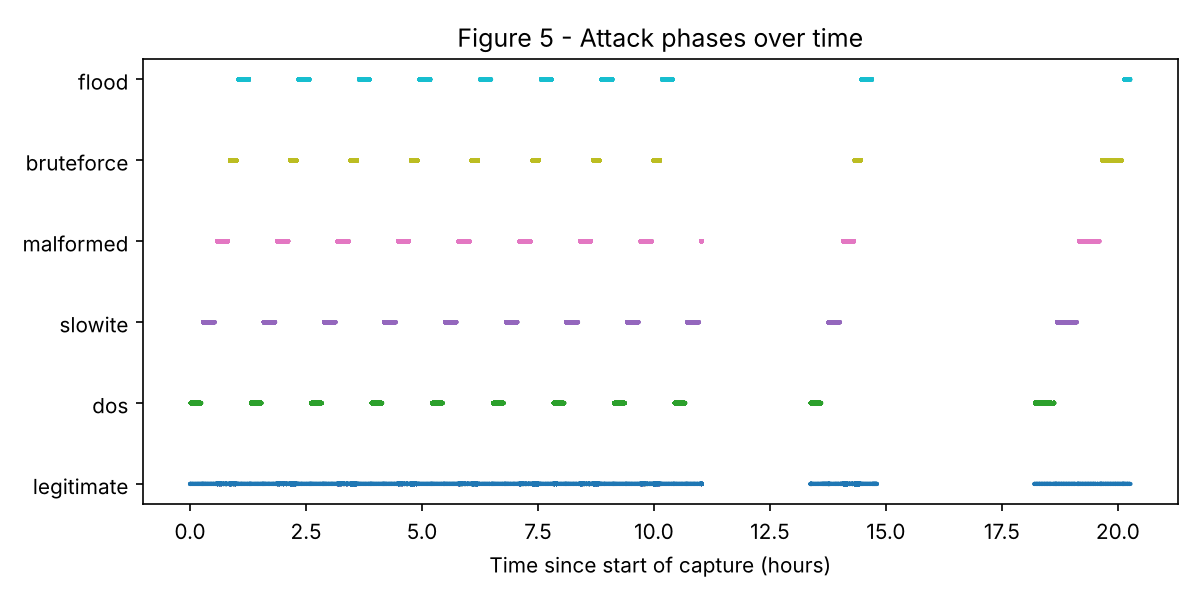 Figure 5 - Attack phases over time
flood
bruteforce
malformed
slowite
dos
legitimate
0.0 2.5 5.0 7.5 10.0 12.5 15.0 17.5 20.0
Time since start of capture (hours)